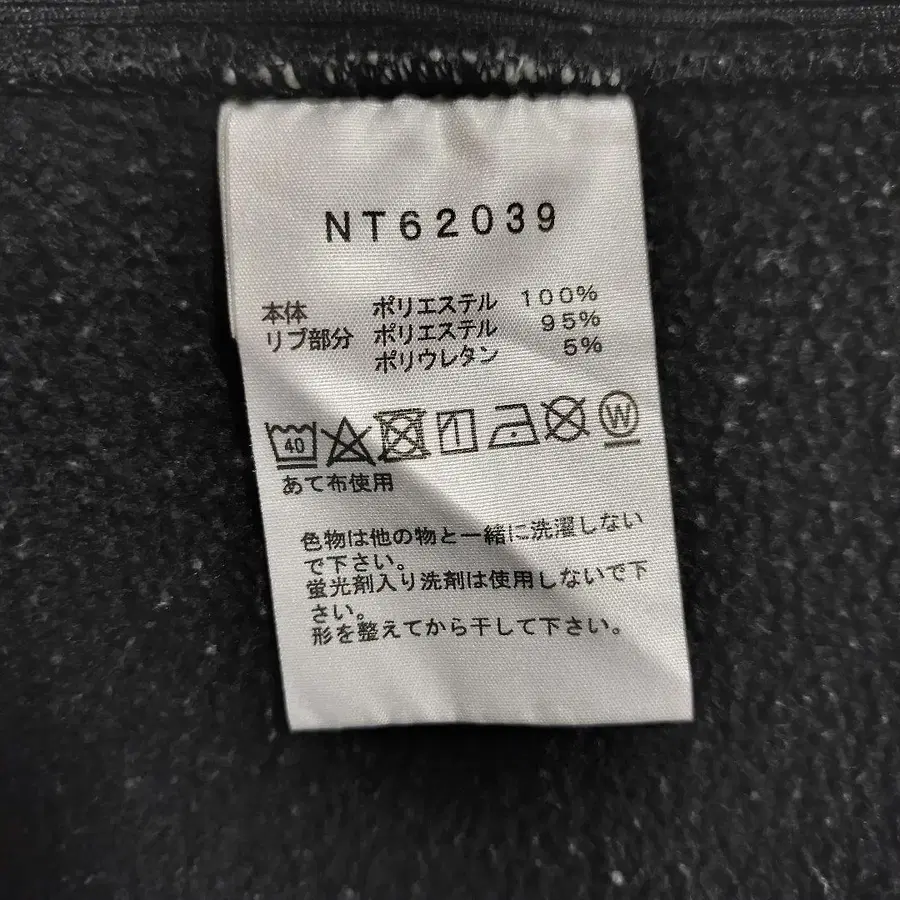 NT62039
本体 ポリエステル 100%
リブ部分 ポリエステル 95%
ポリウレタン 5%
40 W
あて布使用
色物は他の物と一緒に洗濯しない
で下さい。
蛍光剤入り洗剤は使用しないで下
さい。
形を整えてから干して下さい。